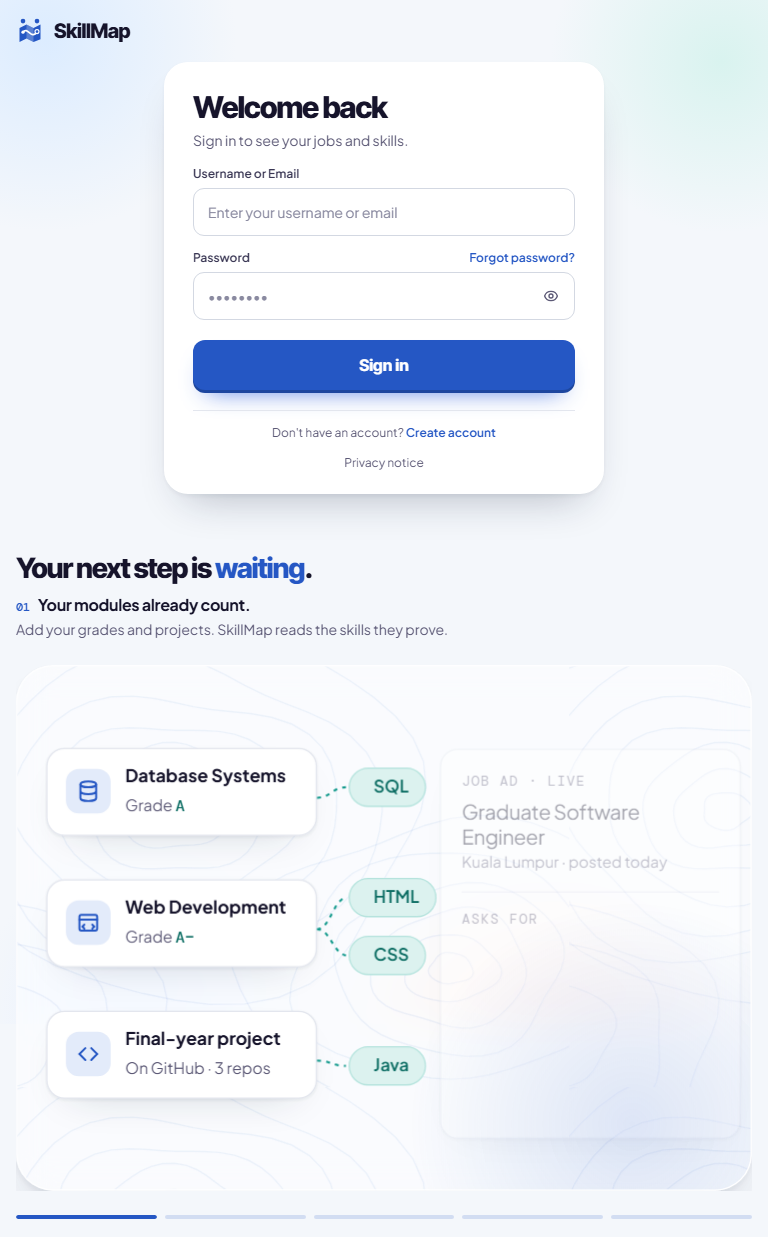 SkillMap
Welcome back
Sign in to see your jobs and skills.
Username or Email
Enter your username or email
Password
Forgot password?
••••••••
Sign in
Don't have an account? Create account
Privacy notice
Your next step is waiting.
01 Your modules already count.
Add your grades and projects. SkillMap reads the skills they prove.
Database Systems
Grade A
SQL
Web Development
Grade A−
HTML
CSS
Final-year project
On GitHub · 3 repos
Java
JOB AD · LIVE
Graduate Software
Engineer
Kuala Lumpur · posted today
ASKS FOR